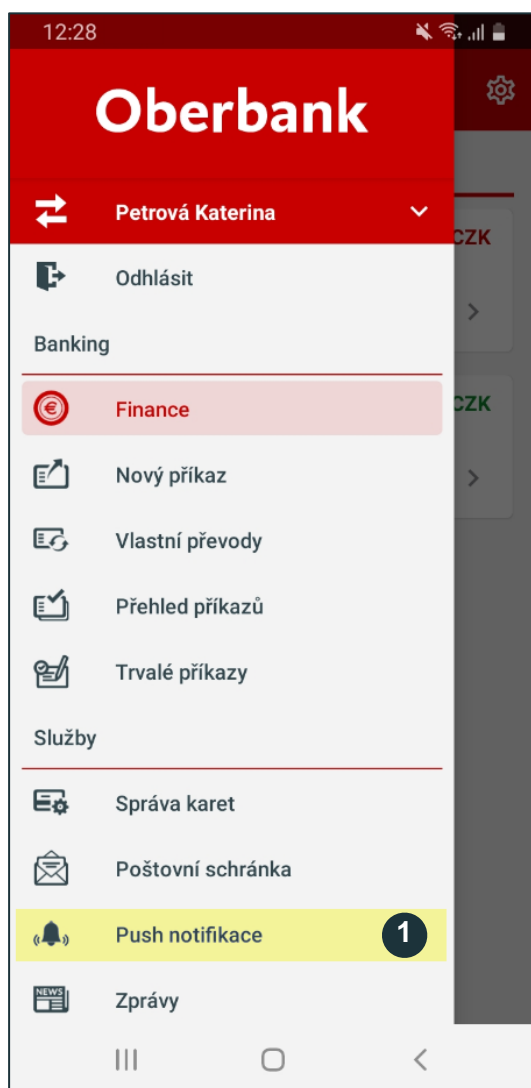 12:28
Oberbank
Petrová Katerina
CZK
Odhlásit
Banking
Finance
CZK
Nový příkaz
Vlastní převody
Přehled příkazů
Trvalé příkazy
Služby
Správa karet
Poštovní schránka
Push notifikace 1
NEWS Zprávy